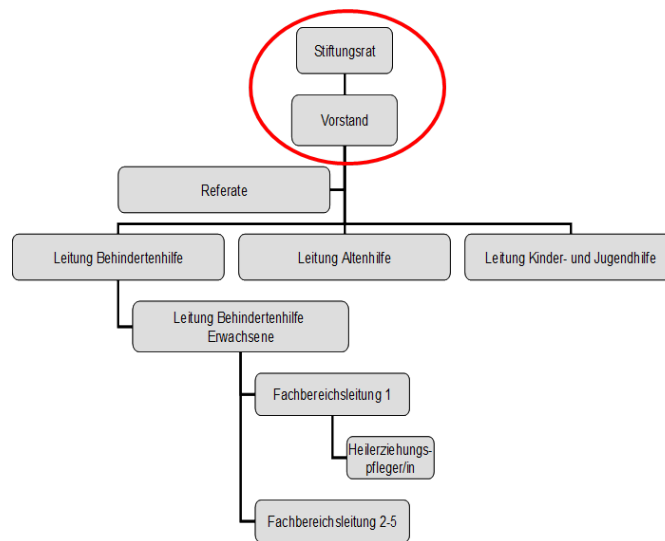 Stiftungsrat
Vorstand
Referate
Leitung Behindertenhilfe
Leitung Altenhilfe
Leitung Kinder- und Jugendhilfe
Leitung Behindertenhilfe
Erwachsene
Fachbereichsleitung 1
Heilerziehungs-
pfleger/in
Fachbereichsleitung 2-5